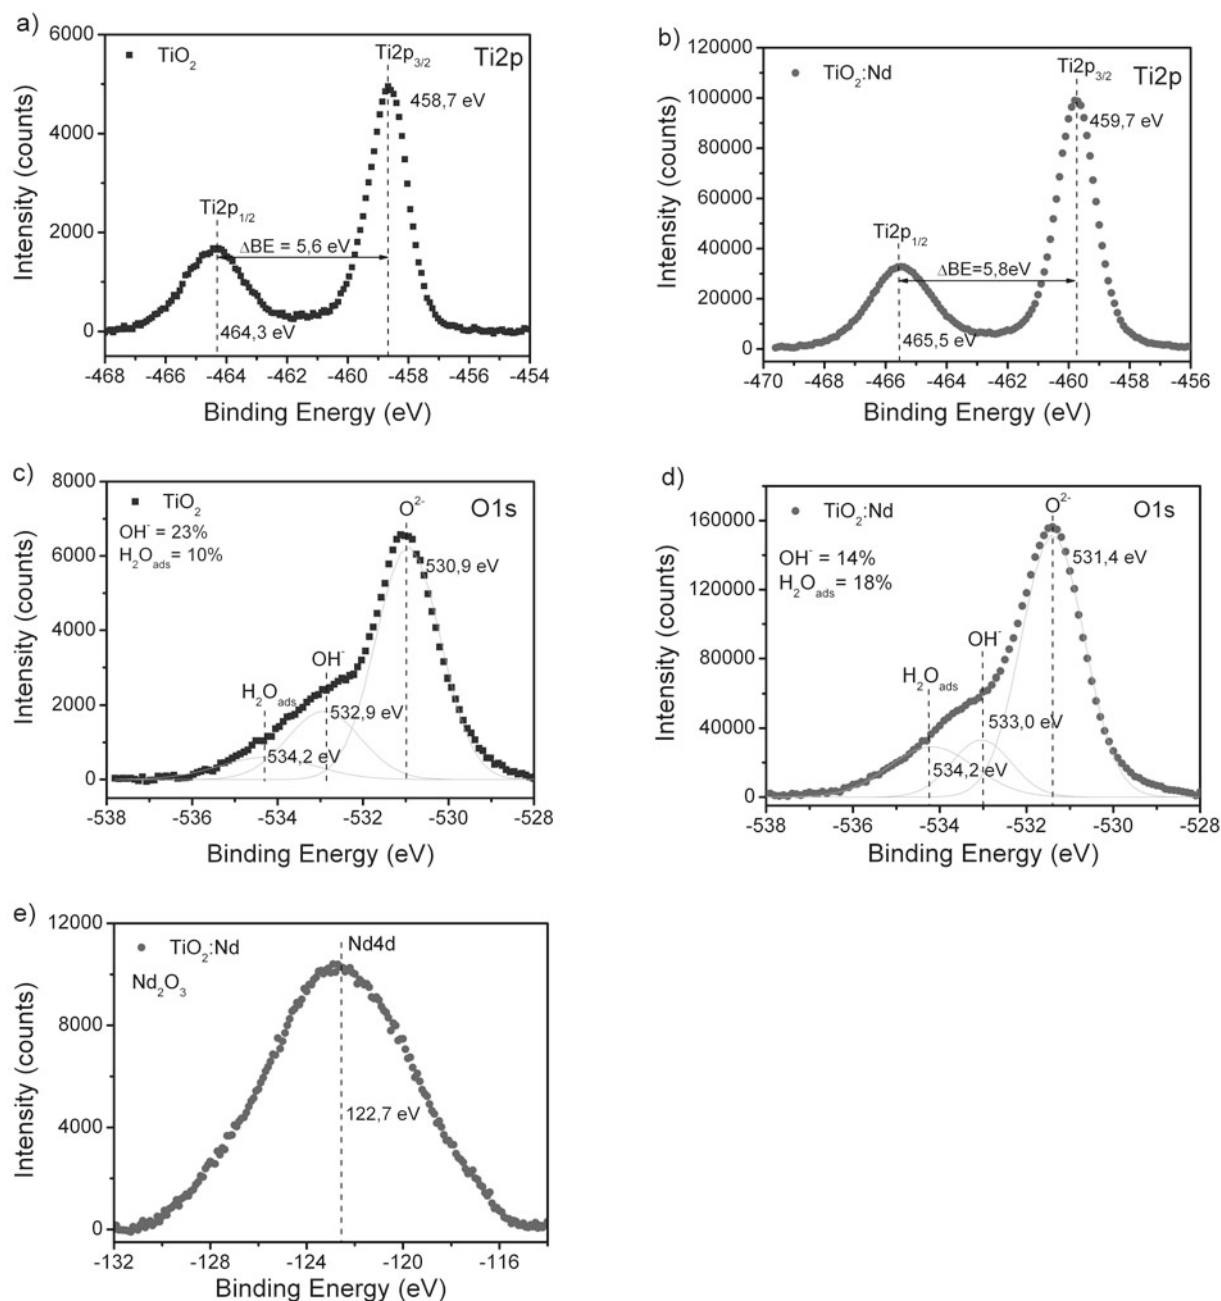 a)
6000
4000
2000
0
TiO₂
Ti2p₃/₂
Ti2p
458,7 eV
Ti2p₁/₂
ΔBE = 5,6 eV
464,3 eV
-468 -466 -464 -462 -460 -458 -456 -454
Binding Energy (eV)
Intensity (counts)
b)
120000
100000
80000
60000
40000
20000
0
TiO₂:Nd
Ti2p₃/₂
Ti2p
459,7 eV
Ti2p₁/₂
ΔBE=5,8eV
465,5 eV
-470 -468 -466 -464 -462 -460 -458 -456
Binding Energy (eV)
Intensity (counts)
c)
8000
6000
4000
2000
0
TiO₂
O²⁻
O1s
OH⁻ = 23%
H₂Oads = 10%
530,9 eV
OH⁻
H₂Oads
532,9 eV
534,2 eV
-538 -536 -534 -532 -530 -528
Binding Energy (eV)
Intensity (counts)
d)
160000
120000
80000
40000
0
TiO₂:Nd
O²⁻
O1s
OH⁻ = 14%
H₂Oads = 18%
531,4 eV
OH⁻
H₂Oads
533,0 eV
534,2 eV
-538 -536 -534 -532 -530 -528
Binding Energy (eV)
Intensity (counts)
e)
12000
8000
4000
0
TiO₂:Nd
Nd4d
Nd₂O₃
122,7 eV
-132 -128 -124 -120 -116
Binding Energy (eV)
Intensity (counts)